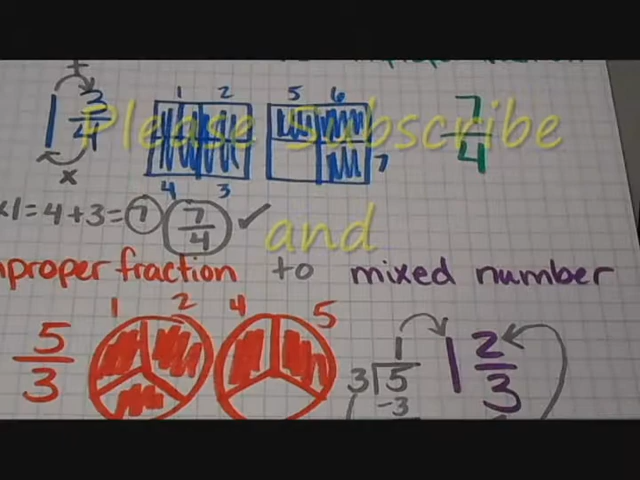 +
1 3/4
1 2
4 3
5 6
7
7/4
x
Please Subscribe
x1=4+3=7 7/4 ✓
and
mproper fraction to mixed number
5/3
1 2
4 5
1
3)5
-3
1 2/3